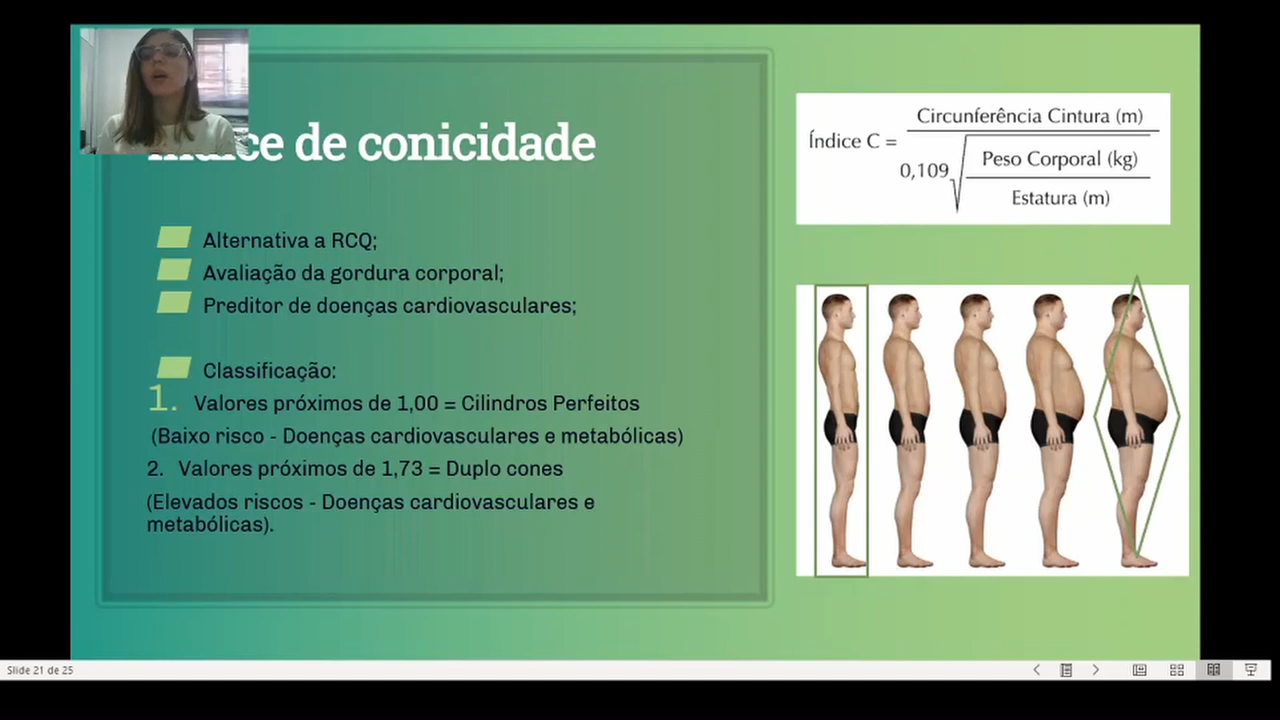 de conicidade
Alternativa a RCQ;
Avaliação da gordura corporal;
Preditor de doenças cardiovasculares;
Classificação:
1. Valores próximos de 1,00 = Cilindros Perfeitos
(Baixo risco - Doenças cardiovasculares e metabólicas)
2. Valores próximos de 1,73 = Duplo cones
(Elevados riscos - Doenças cardiovasculares e
metabólicas).
Circunferência Cintura (m)
Índice C =
0,109 √
Peso Corporal (kg)
Estatura (m)
Slide 21 de 25